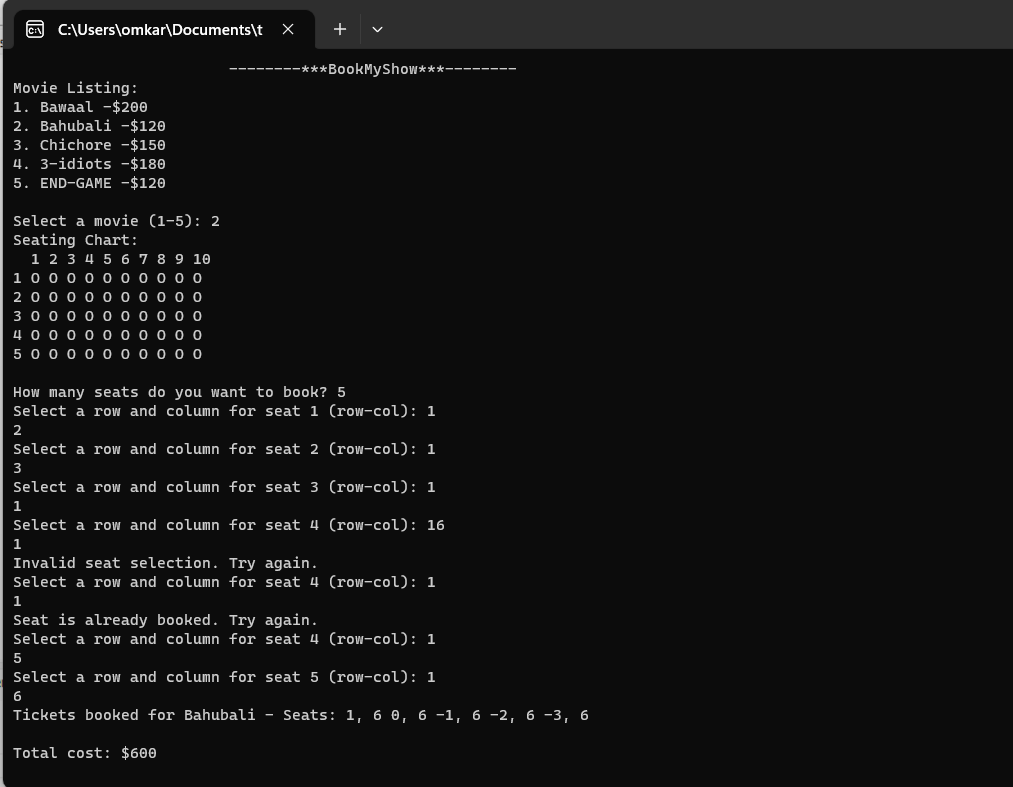 C:\Users\omkar\Documents\t
--------***BookMyShow***--------
Movie Listing:
1. Bawaal -$200
2. Bahubali -$120
3. Chichore -$150
4. 3-idiots -$180
5. END-GAME -$120
Select a movie (1-5): 2
Seating Chart:
  1 2 3 4 5 6 7 8 9 10
1 O O O O O O O O O O
2 O O O O O O O O O O
3 O O O O O O O O O O
4 O O O O O O O O O O
5 O O O O O O O O O O
How many seats do you want to book? 5
Select a row and column for seat 1 (row-col): 1
2
Select a row and column for seat 2 (row-col): 1
3
Select a row and column for seat 3 (row-col): 1
1
Select a row and column for seat 4 (row-col): 16
1
Invalid seat selection. Try again.
Select a row and column for seat 4 (row-col): 1
1
Seat is already booked. Try again.
Select a row and column for seat 4 (row-col): 1
5
Select a row and column for seat 5 (row-col): 1
6
Tickets booked for Bahubali - Seats: 1, 6 0, 6 -1, 6 -2, 6 -3, 6
Total cost: $600